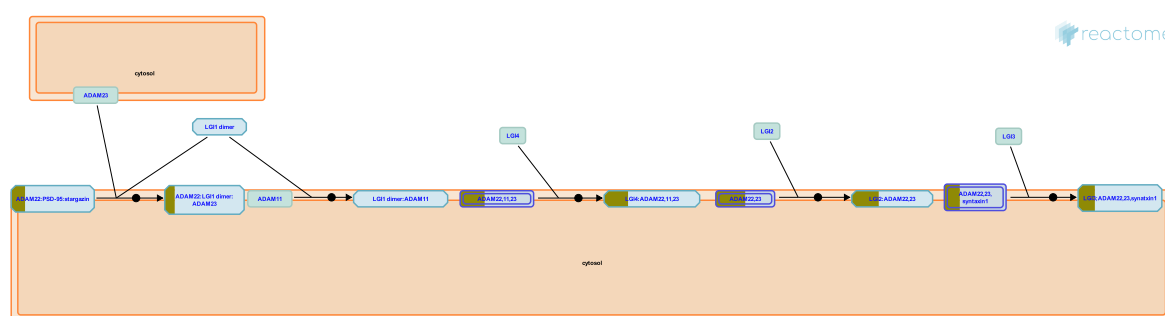 reactome
cytosol
ADAM23
LGI1 dimer
LGI4
LGI2
LGI3
ADAM22:PSD-95:stargazin
ADAM22:LGI1 dimer:
ADAM23
ADAM11
LGI1 dimer:ADAM11
ADAM22,11,23
LGI4:ADAM22,11,23
ADAM22,23
LGI2:ADAM22,23
ADAM22,23,
syntaxin1
LGI3:ADAM22,23,synatxin1
cytosol